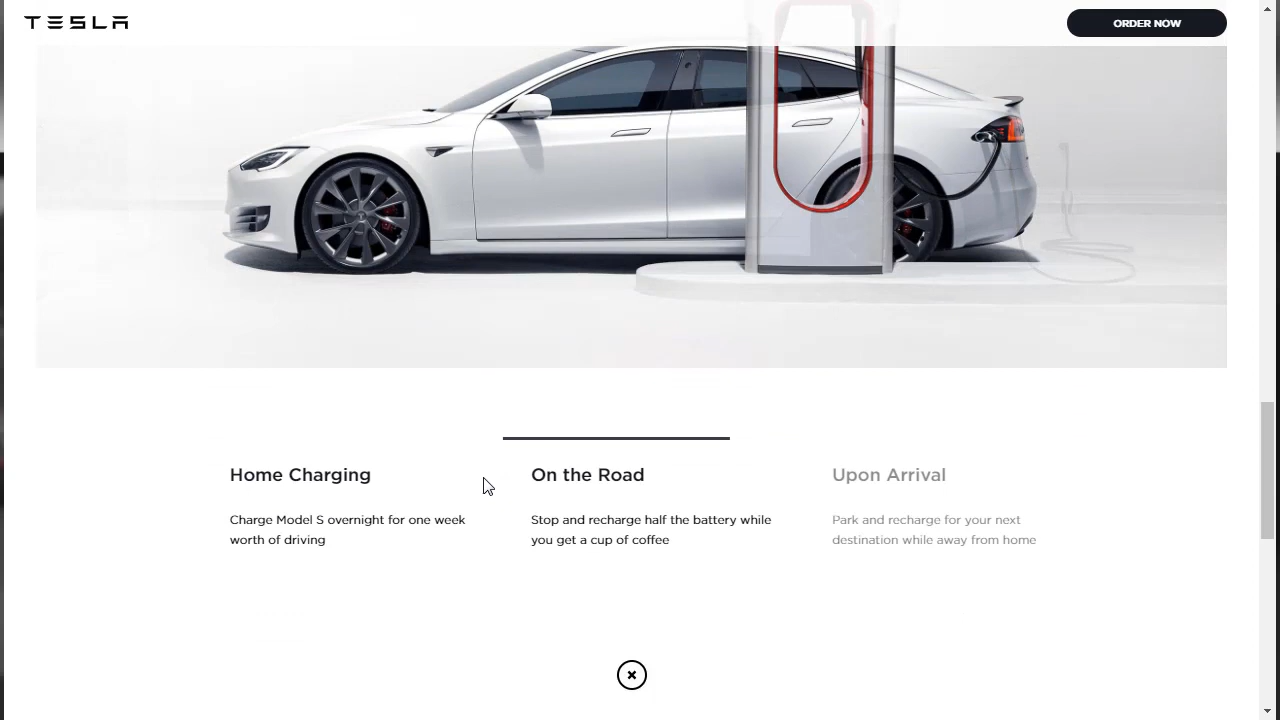 TESLA
ORDER NOW
Home Charging
Charge Model S overnight for one week
worth of driving
On the Road
Stop and recharge half the battery while
you get a cup of coffee
Upon Arrival
Park and recharge for your next
destination while away from home